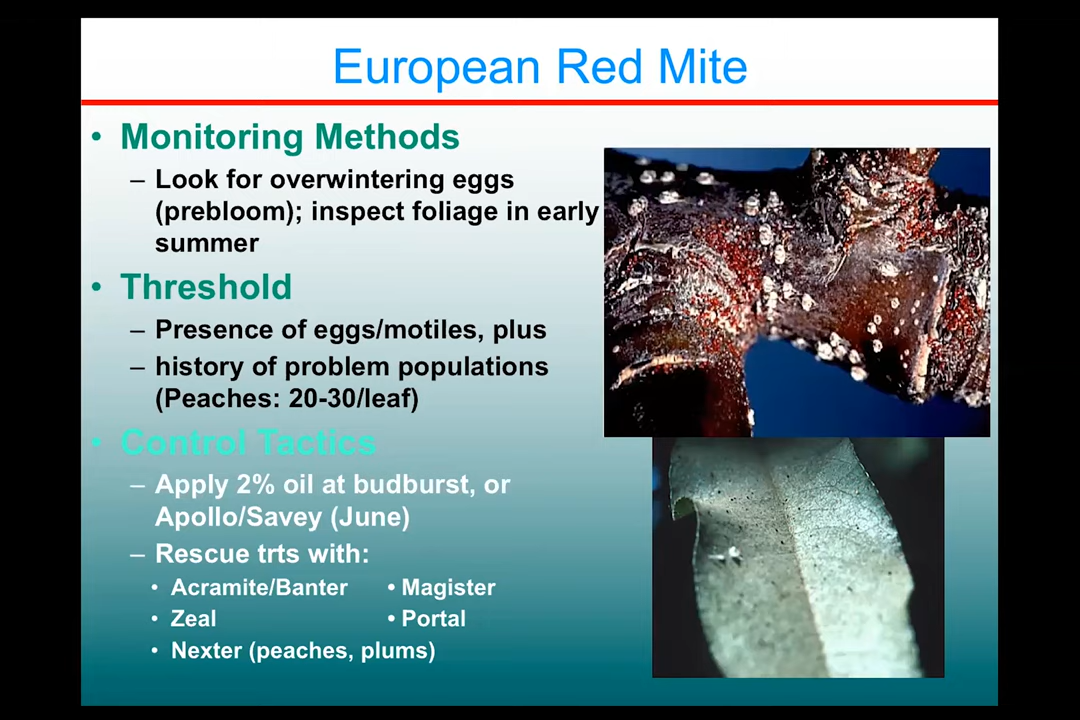 European Red Mite
• Monitoring Methods
– Look for overwintering eggs
(prebloom); inspect foliage in early
summer
• Threshold
– Presence of eggs/motiles, plus
– history of problem populations
(Peaches: 20-30/leaf)
• Control Tactics
– Apply 2% oil at budburst, or
Apollo/Savey (June)
– Rescue trts with:
• Acramite/Banter • Magister
• Zeal • Portal
• Nexter (peaches, plums)